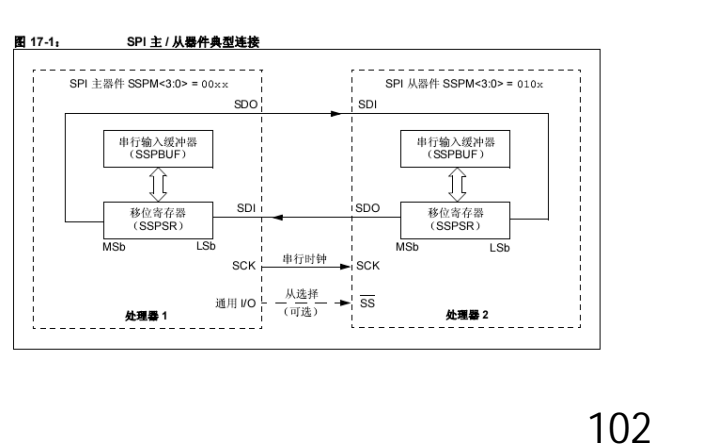 图 17-1： SPI 主 / 从器件典型连接
SPI 主器件 SSPM<3:0> = 00xx
SPI 从器件 SSPM<3:0> = 010x
SDO
SDI
串行输入缓冲器
（SSPBUF）
串行输入缓冲器
（SSPBUF）
移位寄存器
（SSPSR）
SDI
SDO
移位寄存器
（SSPSR）
MSb
LSb
MSb
LSb
SCK
串行时钟
SCK
通用 I/O
从选择
（可选）
SS
处理器 1
处理器 2
102